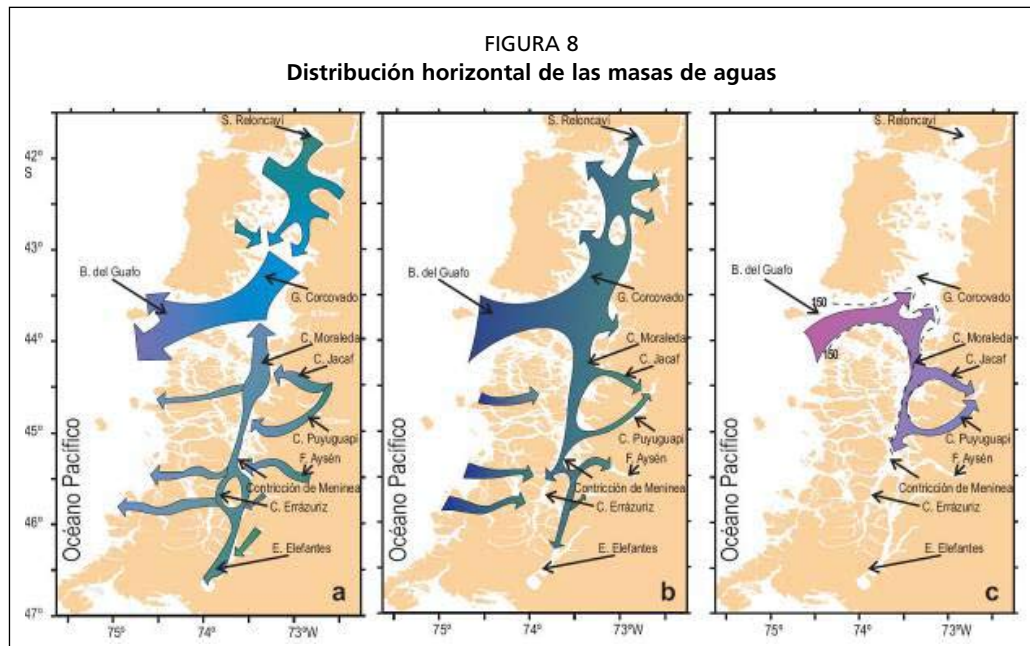 FIGURA 8
Distribución horizontal de las masas de aguas
S. Reloncaví
B. del Guafo
G. Corcovado
C. Moraleda
C. Jacaf
C. Puyuguapi
F. Aysén
Contricción de Meninea
C. Errázuriz
E. Elefantes
Océano Pacífico
a
42º
S
43º
44º
45º
46º
47º
75º
74º
73ºW
S. Reloncaví
B. del Guafo
G. Corcovado
C. Moraleda
C. Jacaf
C. Puyuguapi
F. Aysén
Contricción de Meninea
C. Errázuriz
E. Elefantes
Océano Pacífico
b
75º
74º
73ºW
S. Reloncaví
B. del Guafo
150
150
G. Corcovado
C. Moraleda
C. Jacaf
C. Puyuguapi
F. Aysén
Contricción de Meninea
C. Errázuriz
E. Elefantes
Océano Pacífico
c
75º
74º
73ºW